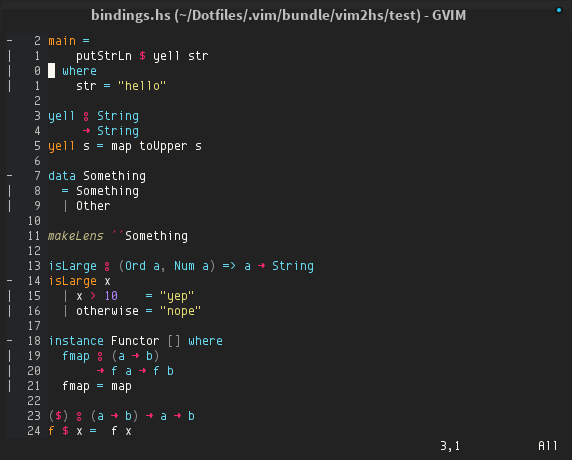 bindings.hs (~/Dotfiles/.vim/bundle/vim2hs/test) - GVIM
- 2 main =
| 1     putStrLn $ yell str
| 0   where
| 1     str = "hello"
2
3 yell ∷ String
4      → String
5 yell s = map toUpper s
6
- 7 data Something
| 8   = Something
| 9   | Other
10
11 makeLens ''Something
12
13 isLarge ∷ (Ord a, Num a) => a → String
- 14 isLarge x
| 15   | x > 10    = "yep"
| 16   | otherwise = "nope"
17
- 18 instance Functor [] where
| 19   fmap ∷ (a → b)
| 20        → f a → f b
| 21   fmap = map
22
23 ($) ∷ (a → b) → a → b
24 f $ x =  f x
3,1 All